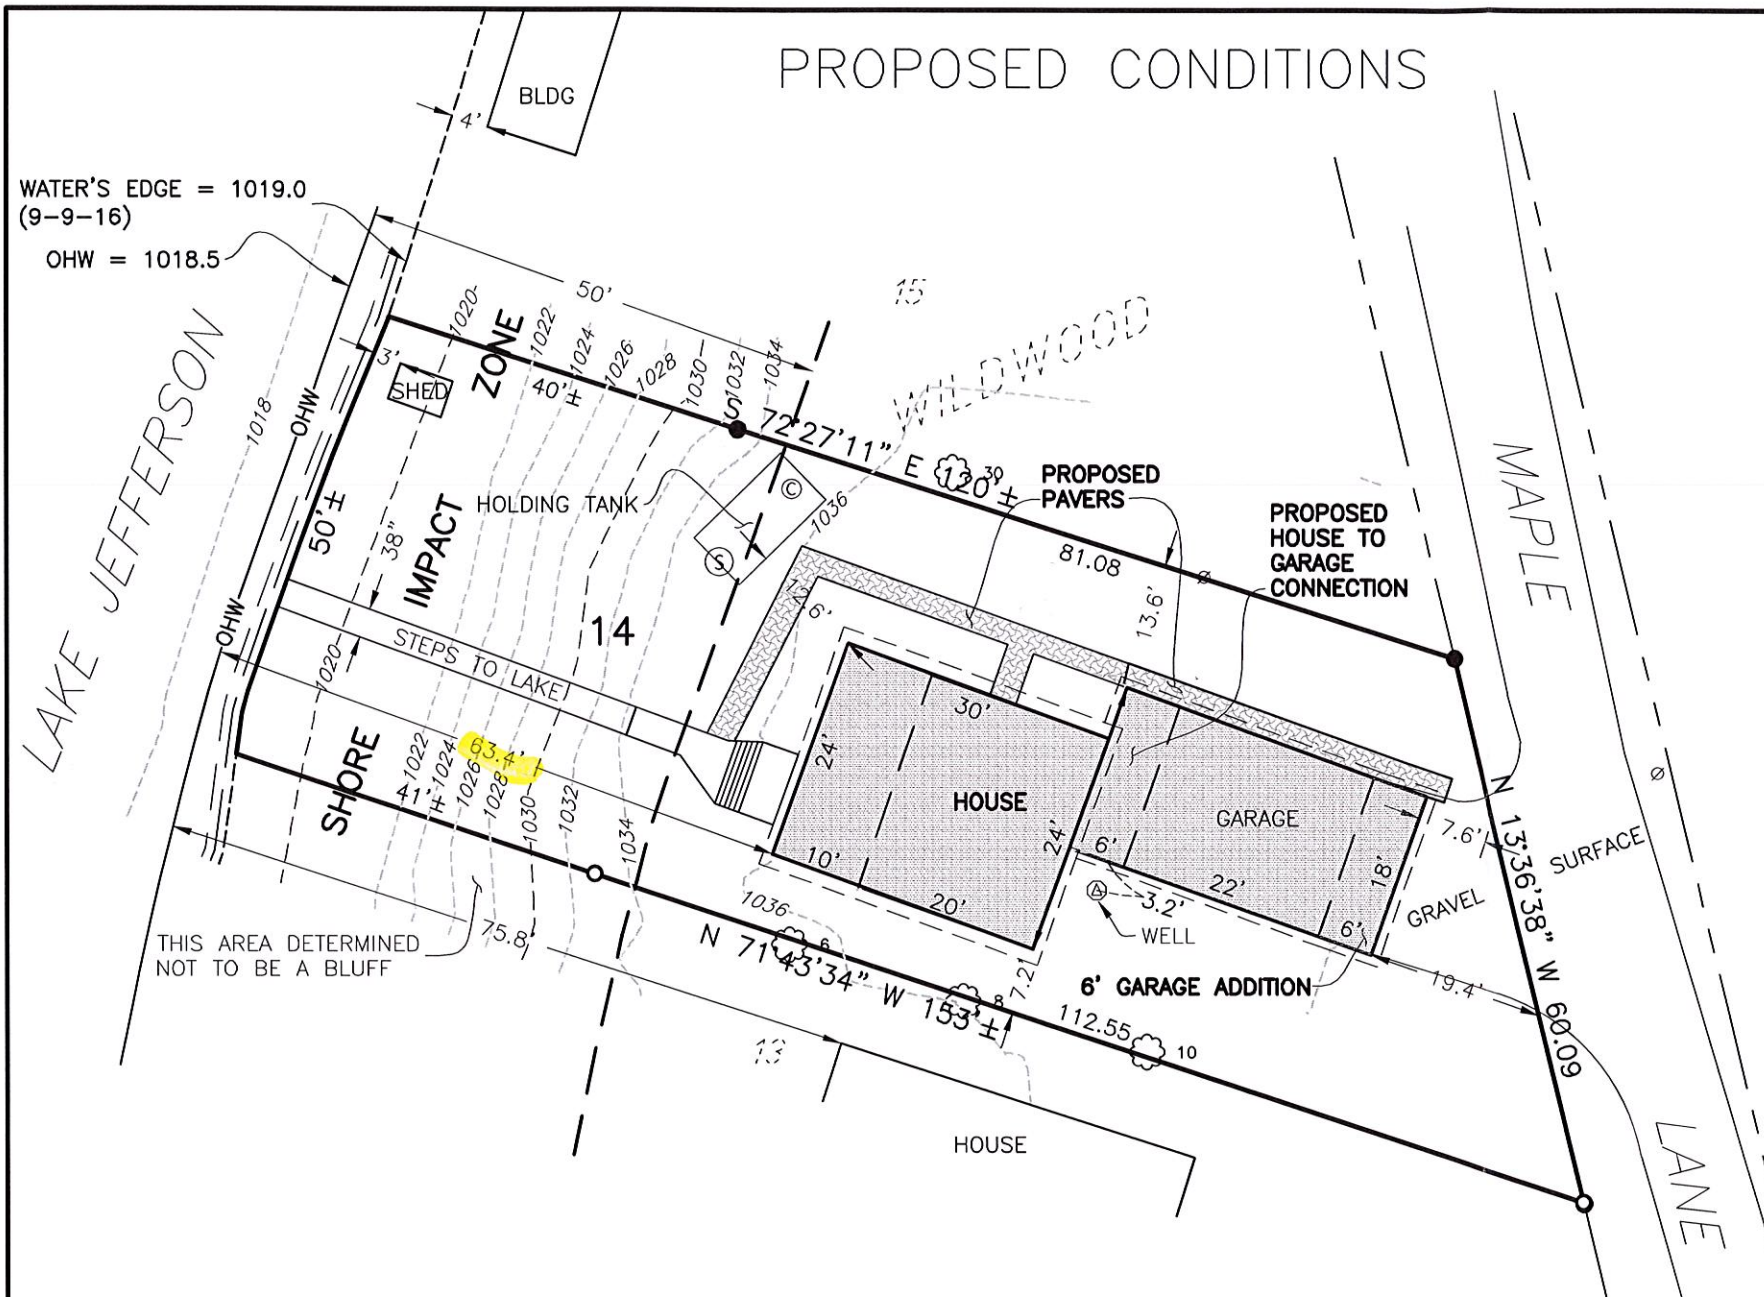 PROPOSED CONDITIONS
BLDG
4'
WATER'S EDGE = 1019.0
(9-9-16)
OHW = 1018.5
50'
15
WILDWOOD
LAKE JEFFERSON
1018
OHW
OHW
3'
SHED
1020
ZONE
1022
1024
1026
1028
1030
1032
1034
40'±
S 72°27'11" E 120'±
30
81.08
PROPOSED
PAVERS
PROPOSED
HOUSE TO
GARAGE
CONNECTION
MAPLE
HOLDING TANK
C
S
1036
50'±
38"
IMPACT
14
13.6'
STEPS TO LAKE
1020
SHORE
63.4'
41'±
1022
1024
1026
1028
1030
1032
1034
30'
24'
HOUSE
24'
10'
20'
GARAGE
6'
22'
18'
6'
7.6'
3.2'
WELL
GRAVEL SURFACE
N 13°36'38" W 60.09
19.4'
6' GARAGE ADDITION
7.2'
1036
6
8
10
N 71°43'34" W 153'±
112.55
THIS AREA DETERMINED
NOT TO BE A BLUFF
75.8'
13
HOUSE
LANE